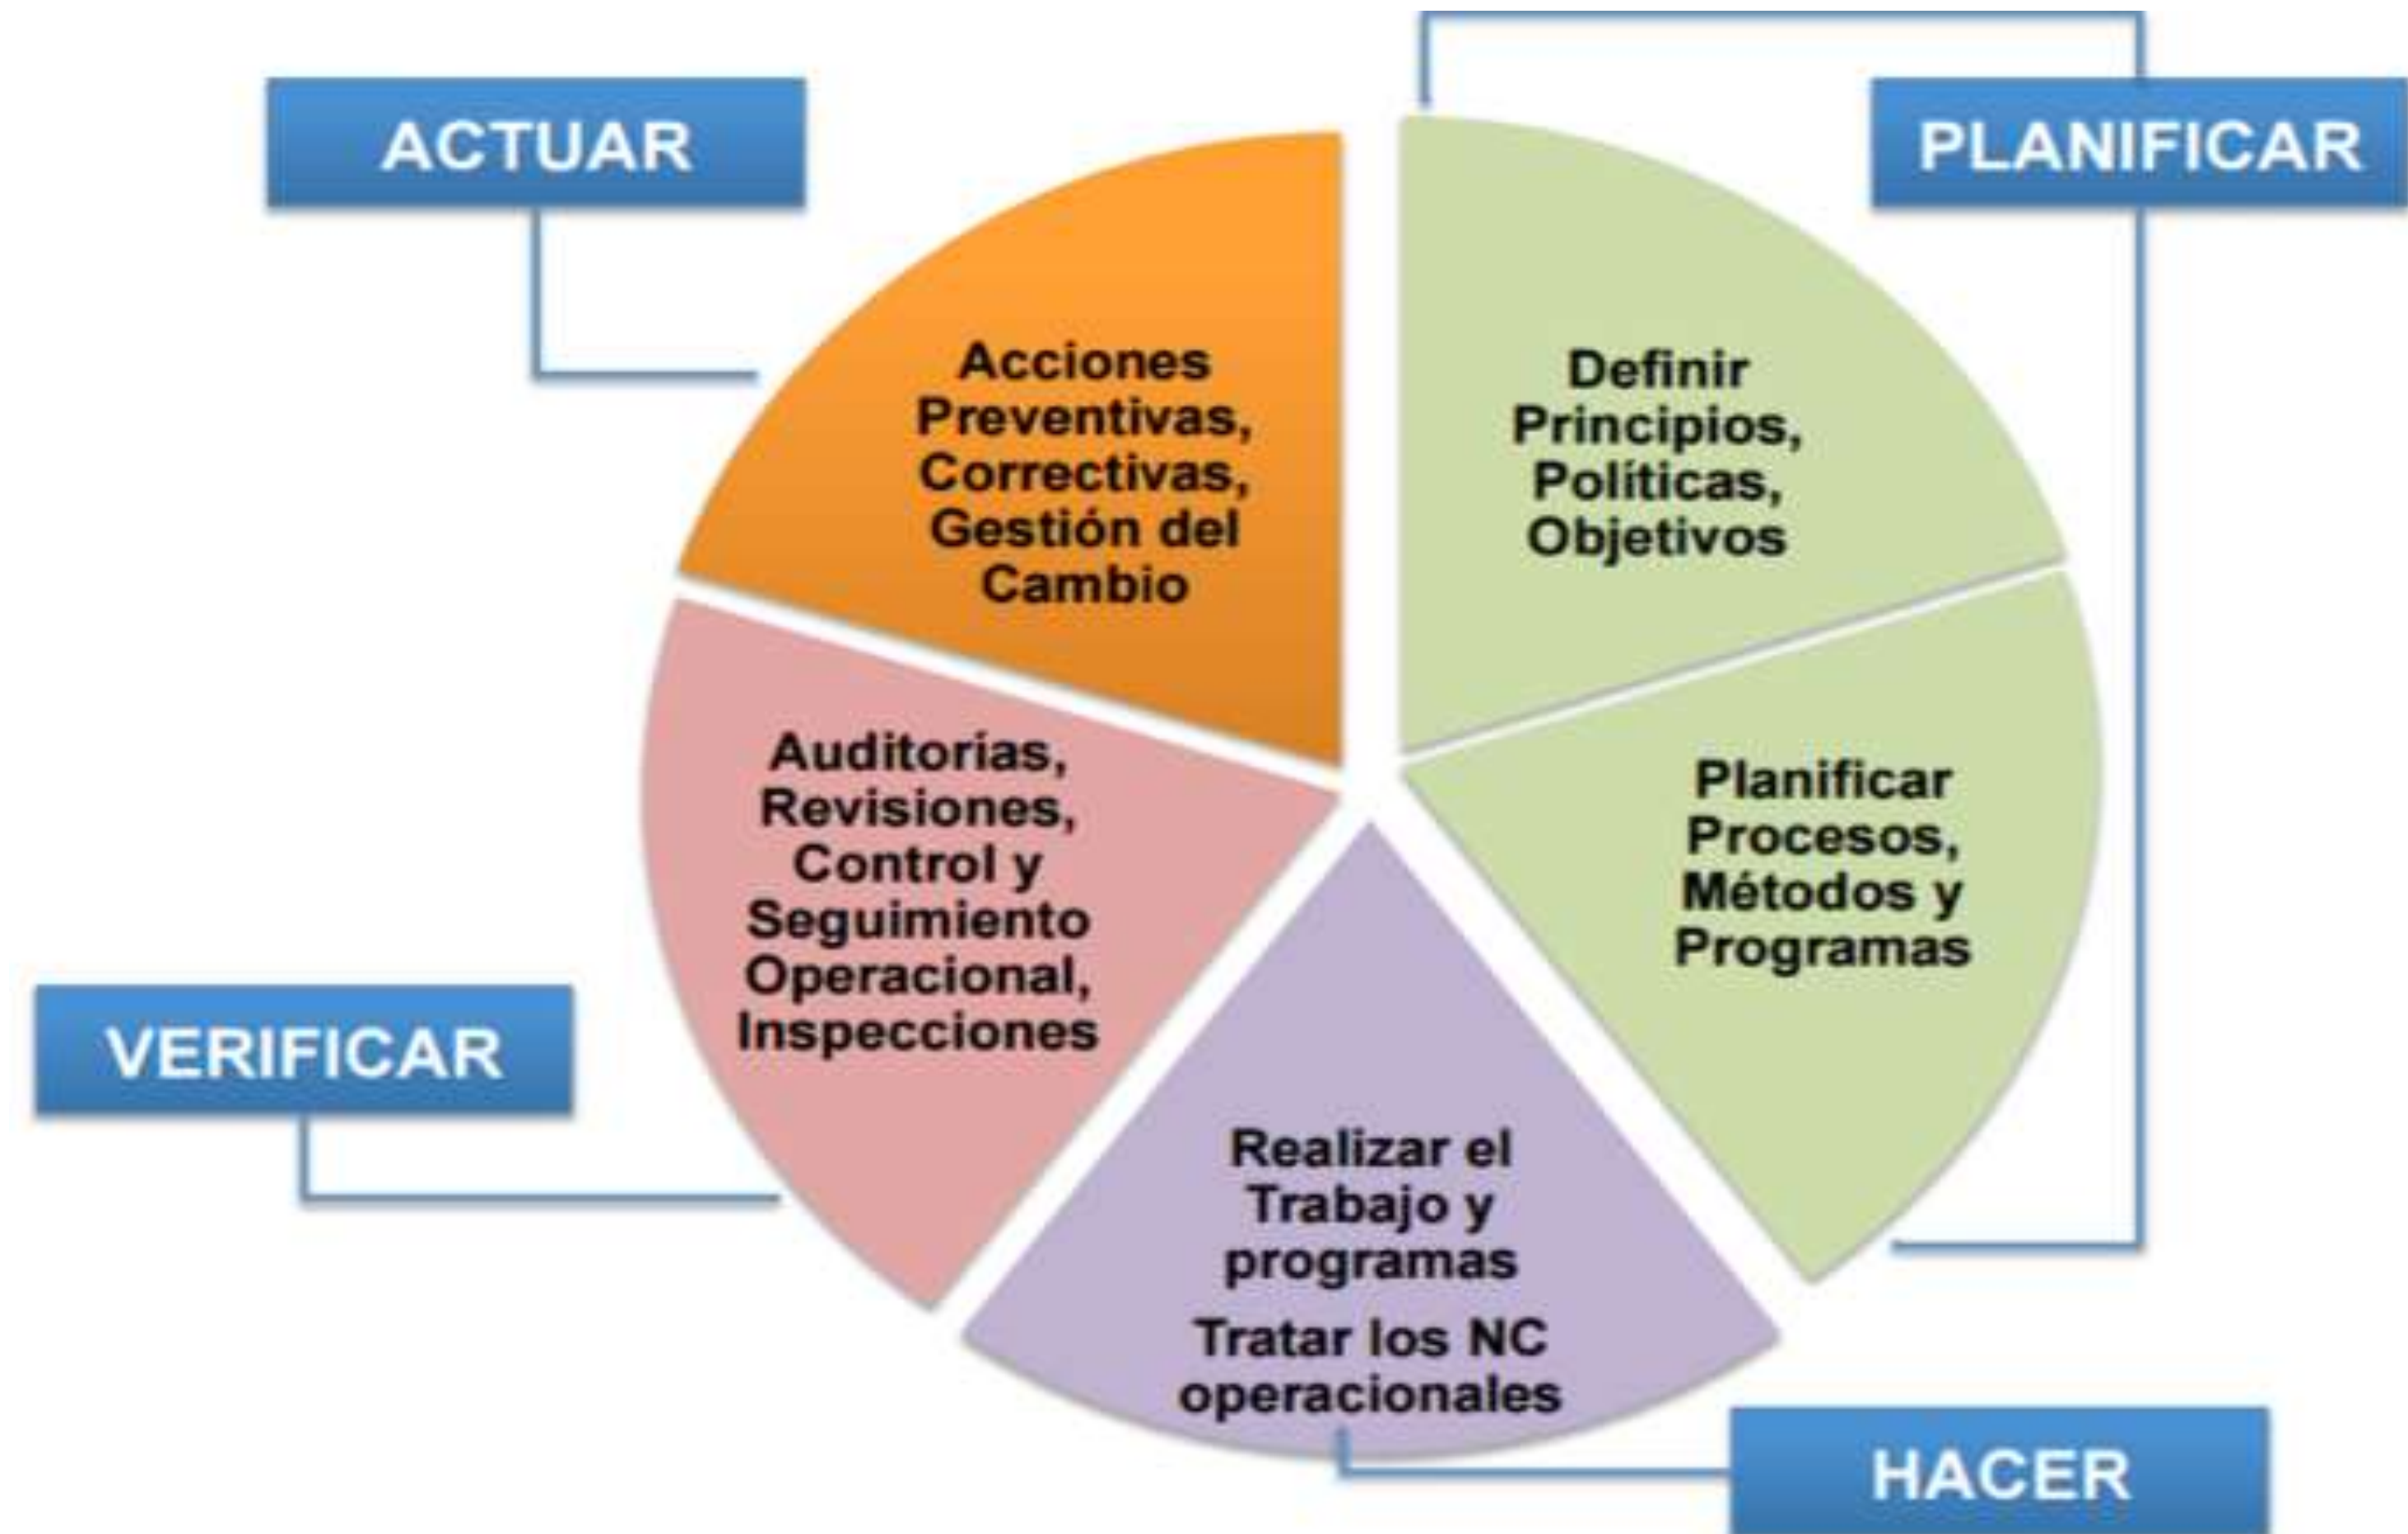 ACTUAR
PLANIFICAR
Acciones
Preventivas,
Correctivas,
Gestión del
Cambio
Definir
Principios,
Políticas,
Objetivos
Auditorías,
Revisiones,
Control y
Seguimiento
Operacional,
Inspecciones
Planificar
Procesos,
Métodos y
Programas
VERIFICAR
Realizar el
Trabajo y
programas
Tratar los NC
operacionales
HACER